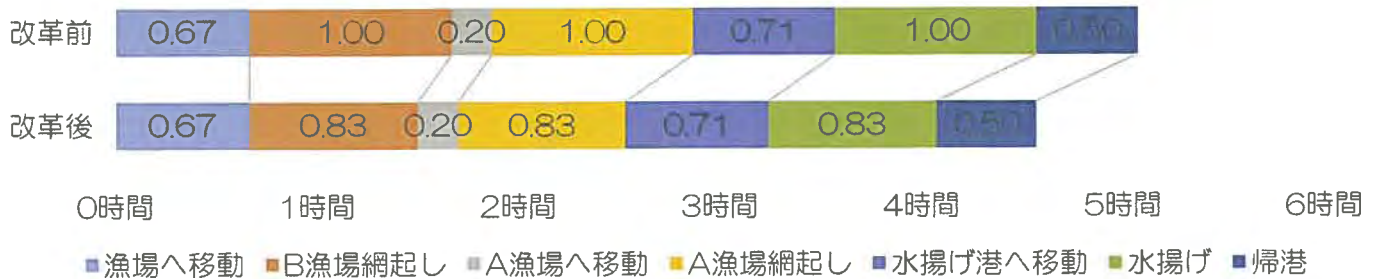 改革前 0.67 1.00 0.20 1.00 0.71 1.00 0.50
改革後 0.67 0.83 0.20 0.83 0.71 0.83 0.50
0時間 1時間 2時間 3時間 4時間 5時間 6時間
漁場へ移動 B漁場網起し A漁場へ移動 A漁場網起し 水揚げ港へ移動 水揚げ 帰港